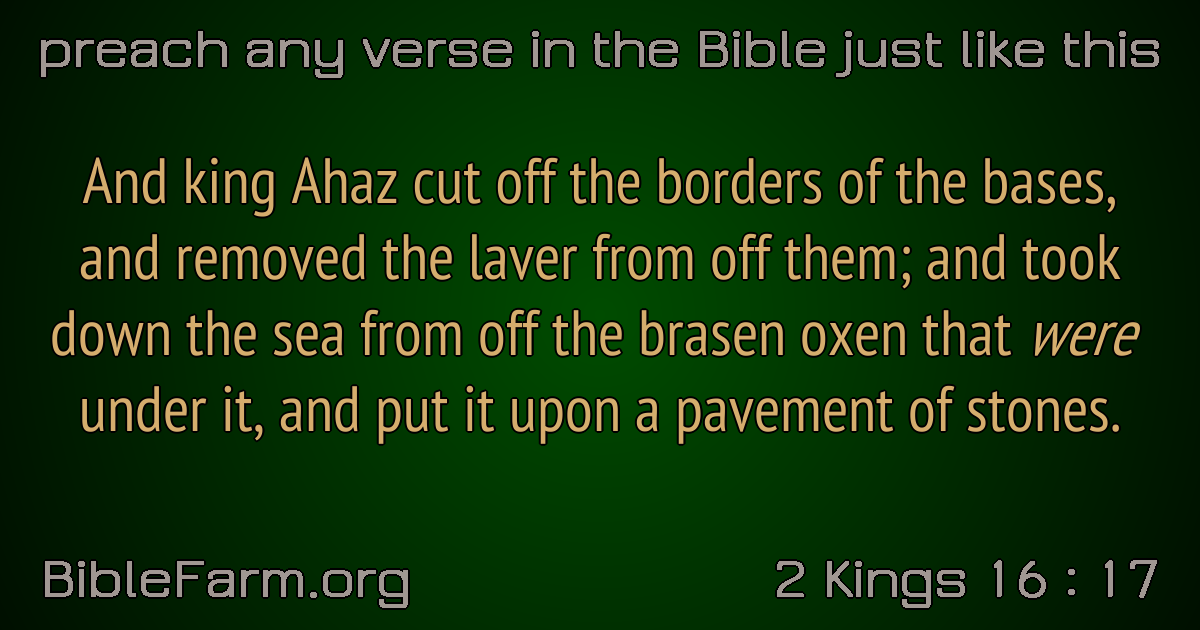 preach any verse in the Bible just like this
And king Ahaz cut off the borders of the bases,
and removed the laver from off them; and took
down the sea from off the brasen oxen that were
under it, and put it upon a pavement of stones.
BibleFarm.org
2 Kings 16 : 17